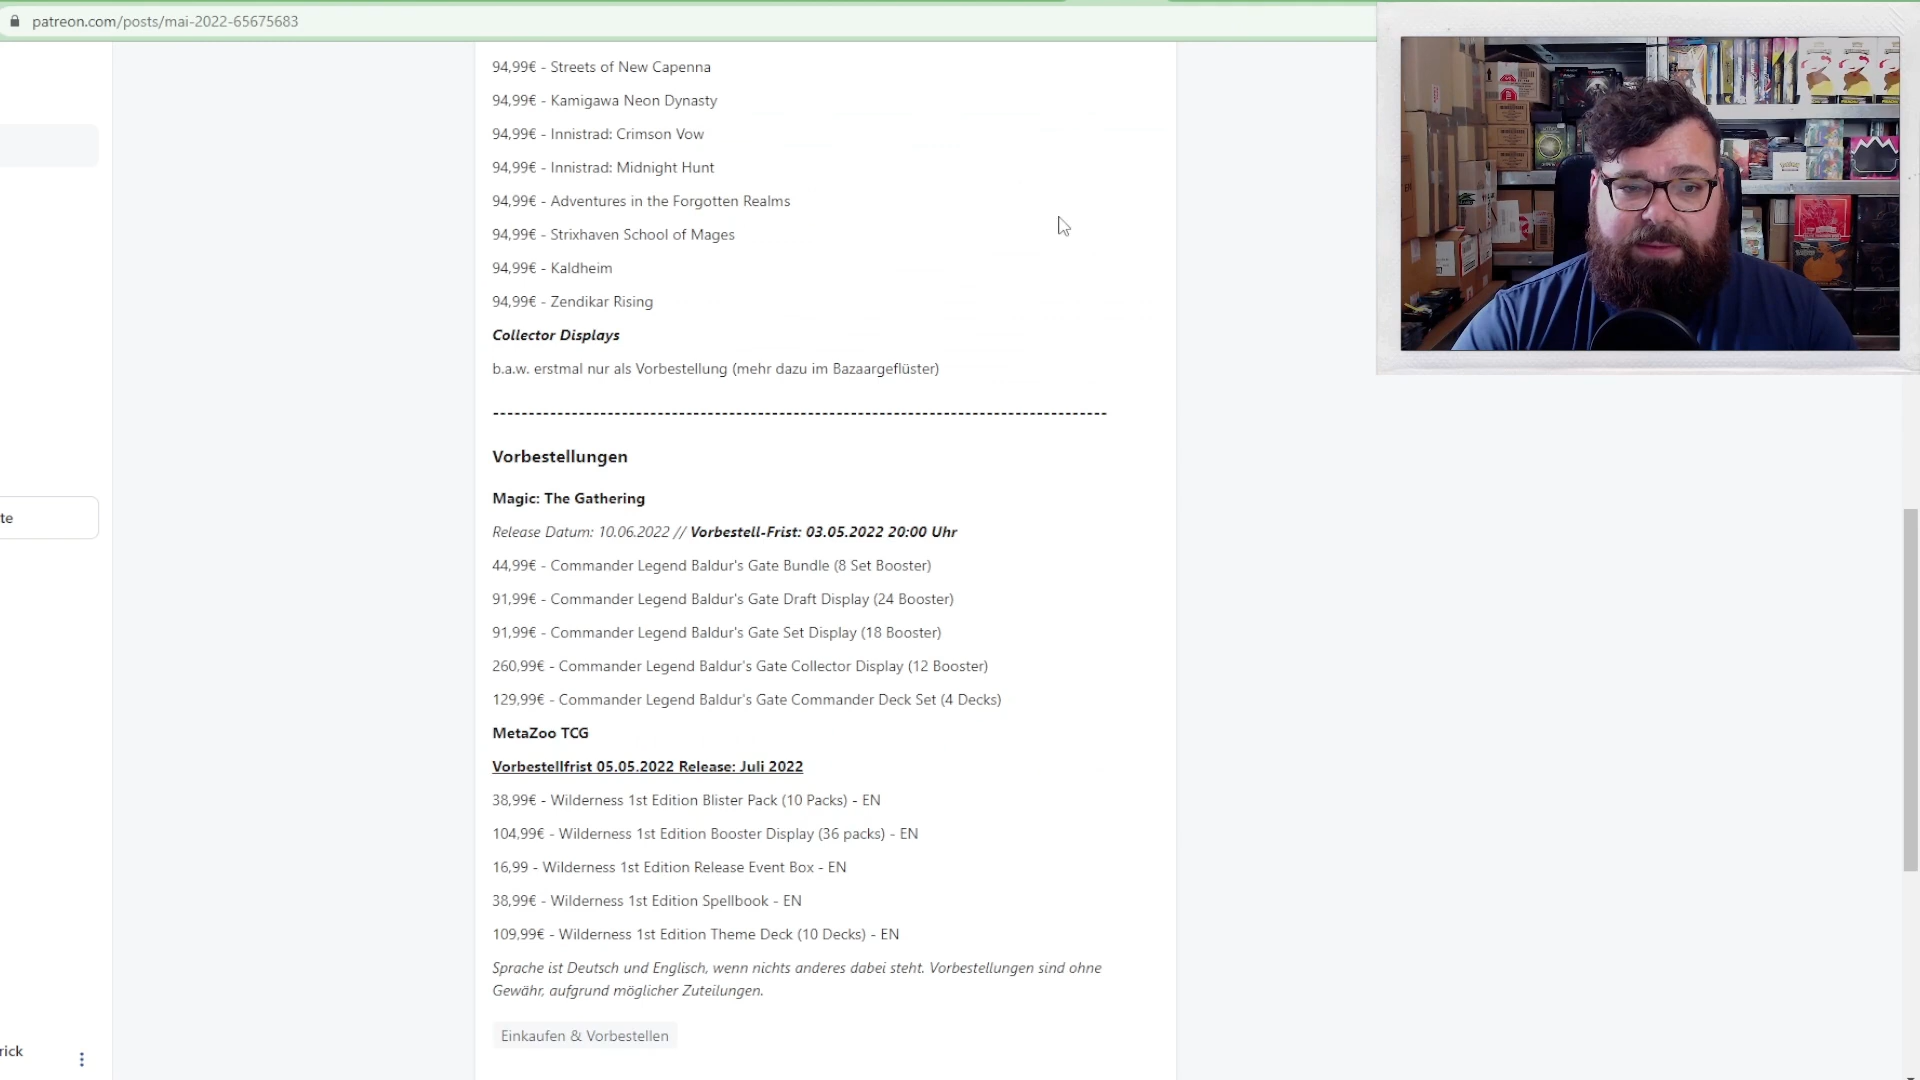 patreon.com/posts/mai-2022-65675683
94,99€ - Streets of New Capenna
94,99€ - Kamigawa Neon Dynasty
94,99€ - Innistrad: Crimson Vow
94,99€ - Innistrad: Midnight Hunt
94,99€ - Adventures in the Forgotten Realms
94,99€ - Strixhaven School of Mages
94,99€ - Kaldheim
94,99€ - Zendikar Rising
Collector Displays
b.a.w. erstmal nur als Vorbestellung (mehr dazu im Bazaargeflüster)
--------------------------------------------------------------------------------------
Vorbestellungen
Magic: The Gathering
Release Datum: 10.06.2022 // Vorbestell-Frist: 03.05.2022 20:00 Uhr
te
44,99€ - Commander Legend Baldur's Gate Bundle (8 Set Booster)
91,99€ - Commander Legend Baldur's Gate Draft Display (24 Booster)
91,99€ - Commander Legend Baldur's Gate Set Display (18 Booster)
260,99€ - Commander Legend Baldur's Gate Collector Display (12 Booster)
129,99€ - Commander Legend Baldur's Gate Commander Deck Set (4 Decks)
MetaZoo TCG
Vorbestellfrist 05.05.2022 Release: Juli 2022
38,99€ - Wilderness 1st Edition Blister Pack (10 Packs) - EN
104,99€ - Wilderness 1st Edition Booster Display (36 packs) - EN
16,99 - Wilderness 1st Edition Release Event Box - EN
38,99€ - Wilderness 1st Edition Spellbook - EN
109,99€ - Wilderness 1st Edition Theme Deck (10 Decks) - EN
Sprache ist Deutsch und Englisch, wenn nichts anderes dabei steht. Vorbestellungen sind ohne
Gewähr, aufgrund möglicher Zuteilungen.
Einkaufen & Vorbestellen
rick